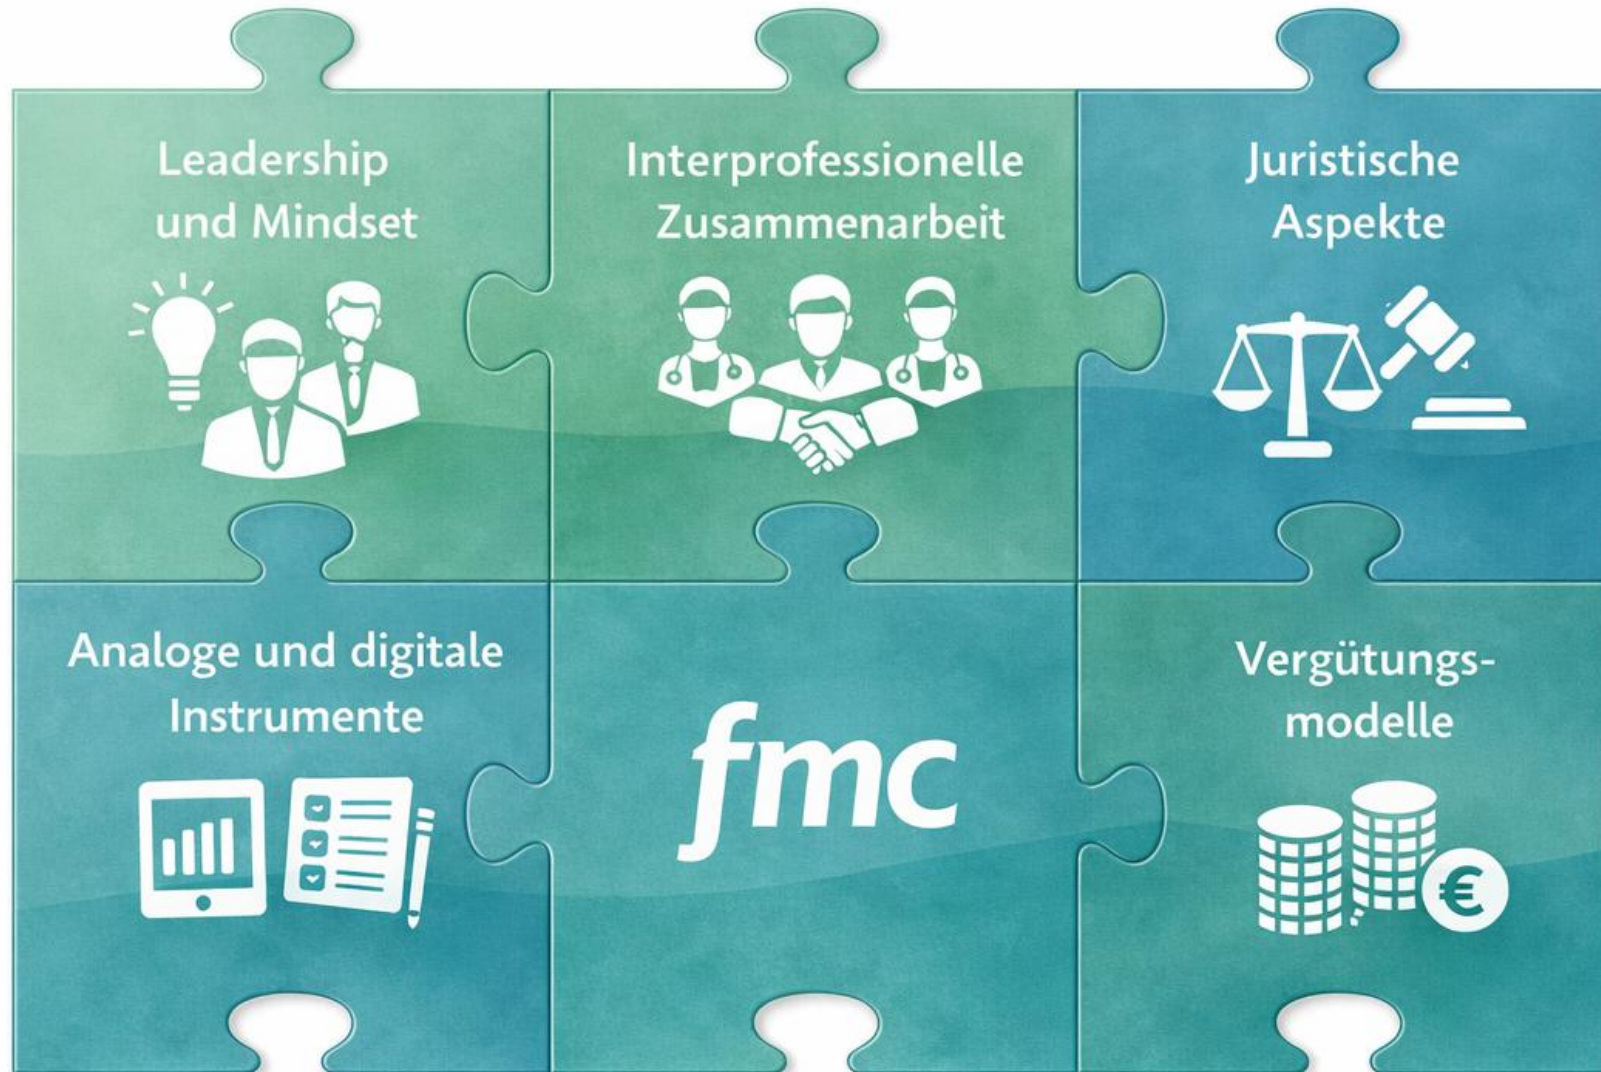 Leadership
und Mindset
Interprofessionelle
Zusammenarbeit
Juristische
Aspekte
Analoge und digitale
Instrumente
fmc
Vergütungs-
modelle
€